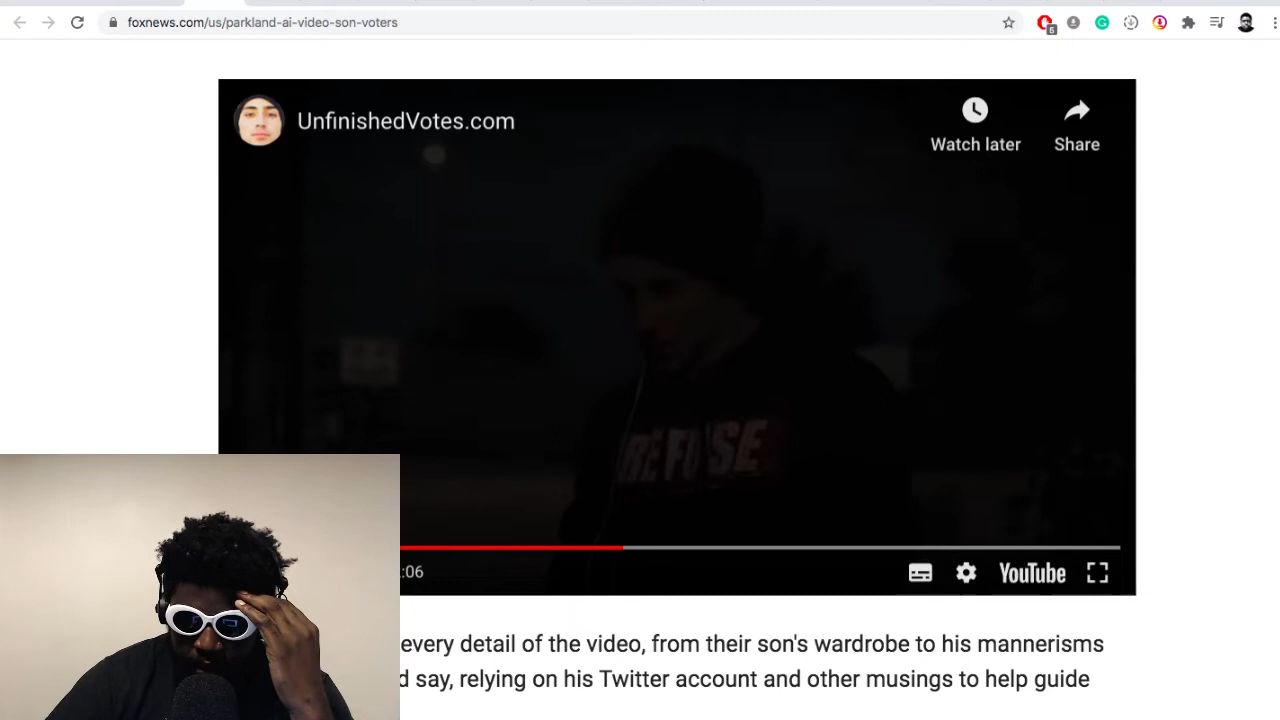 foxnews.com/us/parkland-ai-video-son-voters
5
UnfinishedVotes.com
Watch later
Share
:06
YouTube
every detail of the video, from their son's wardrobe to his mannerisms
say, relying on his Twitter account and other musings to help guide